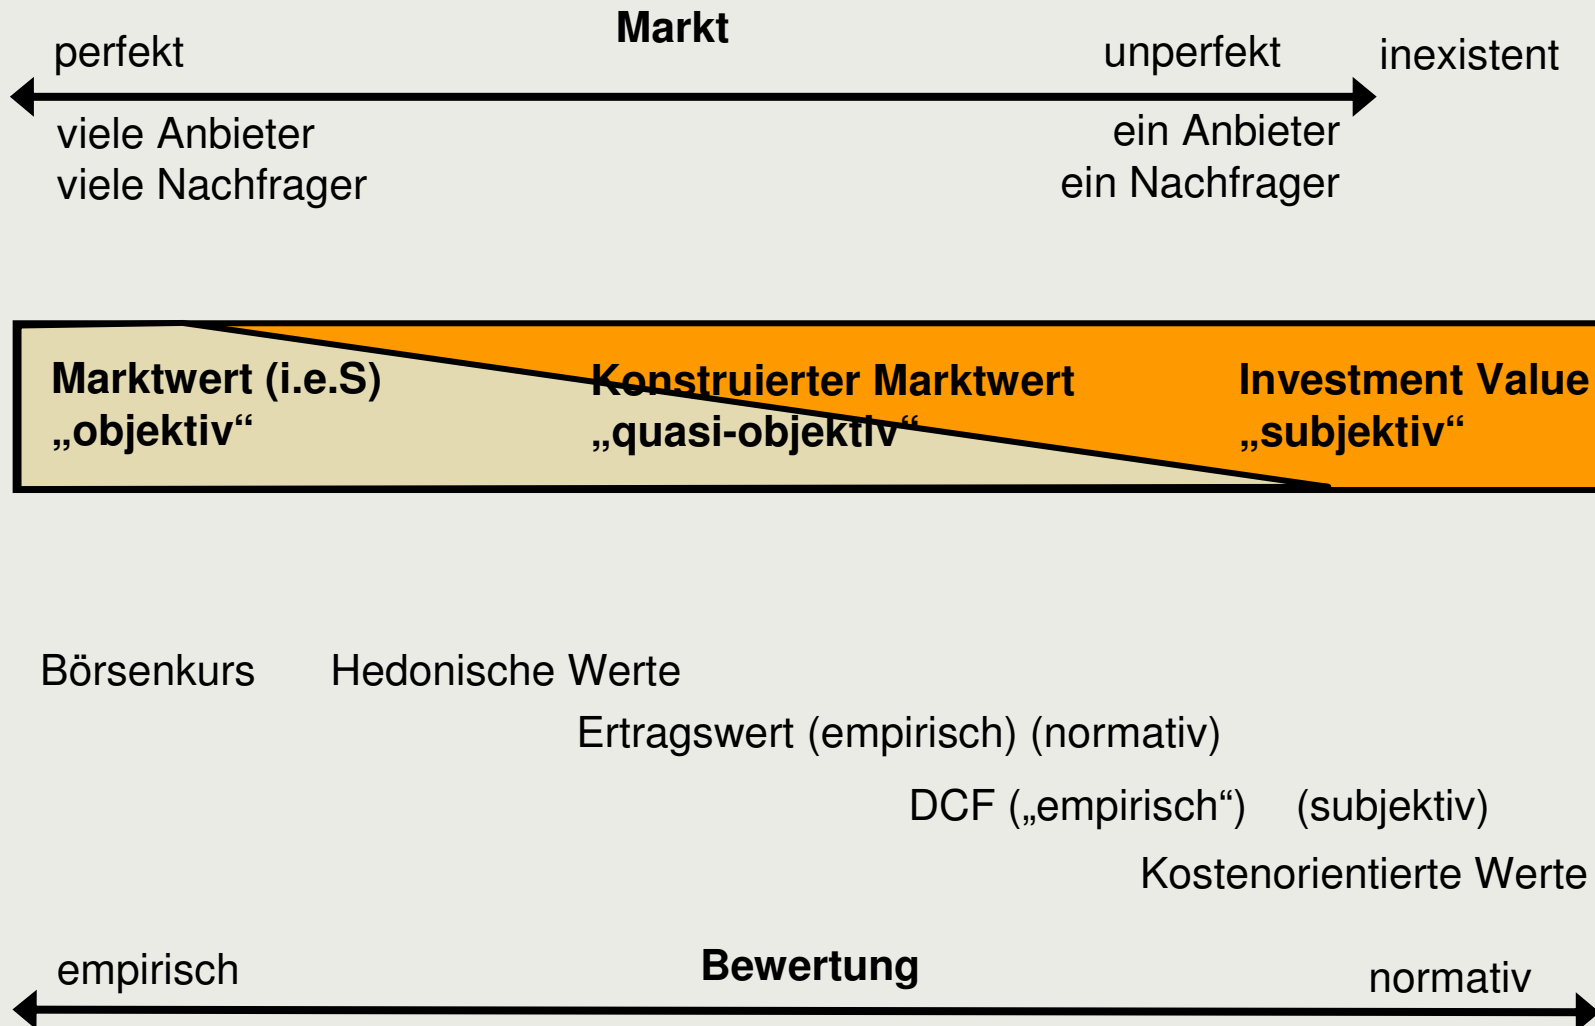 Markt
perfekt
unperfekt
inexistent
viele Anbieter
viele Nachfrager
ein Anbieter
ein Nachfrager
Marktwert (i.e.S)
„objektiv“
Konstruierter Marktwert
„quasi-objektiv“
Investment Value
„subjektiv“
Börsenkurs
Hedonische Werte
Ertragswert (empirisch) (normativ)
DCF („empirisch“) (subjektiv)
Kostenorientierte Werte
empirisch
Bewertung
normativ